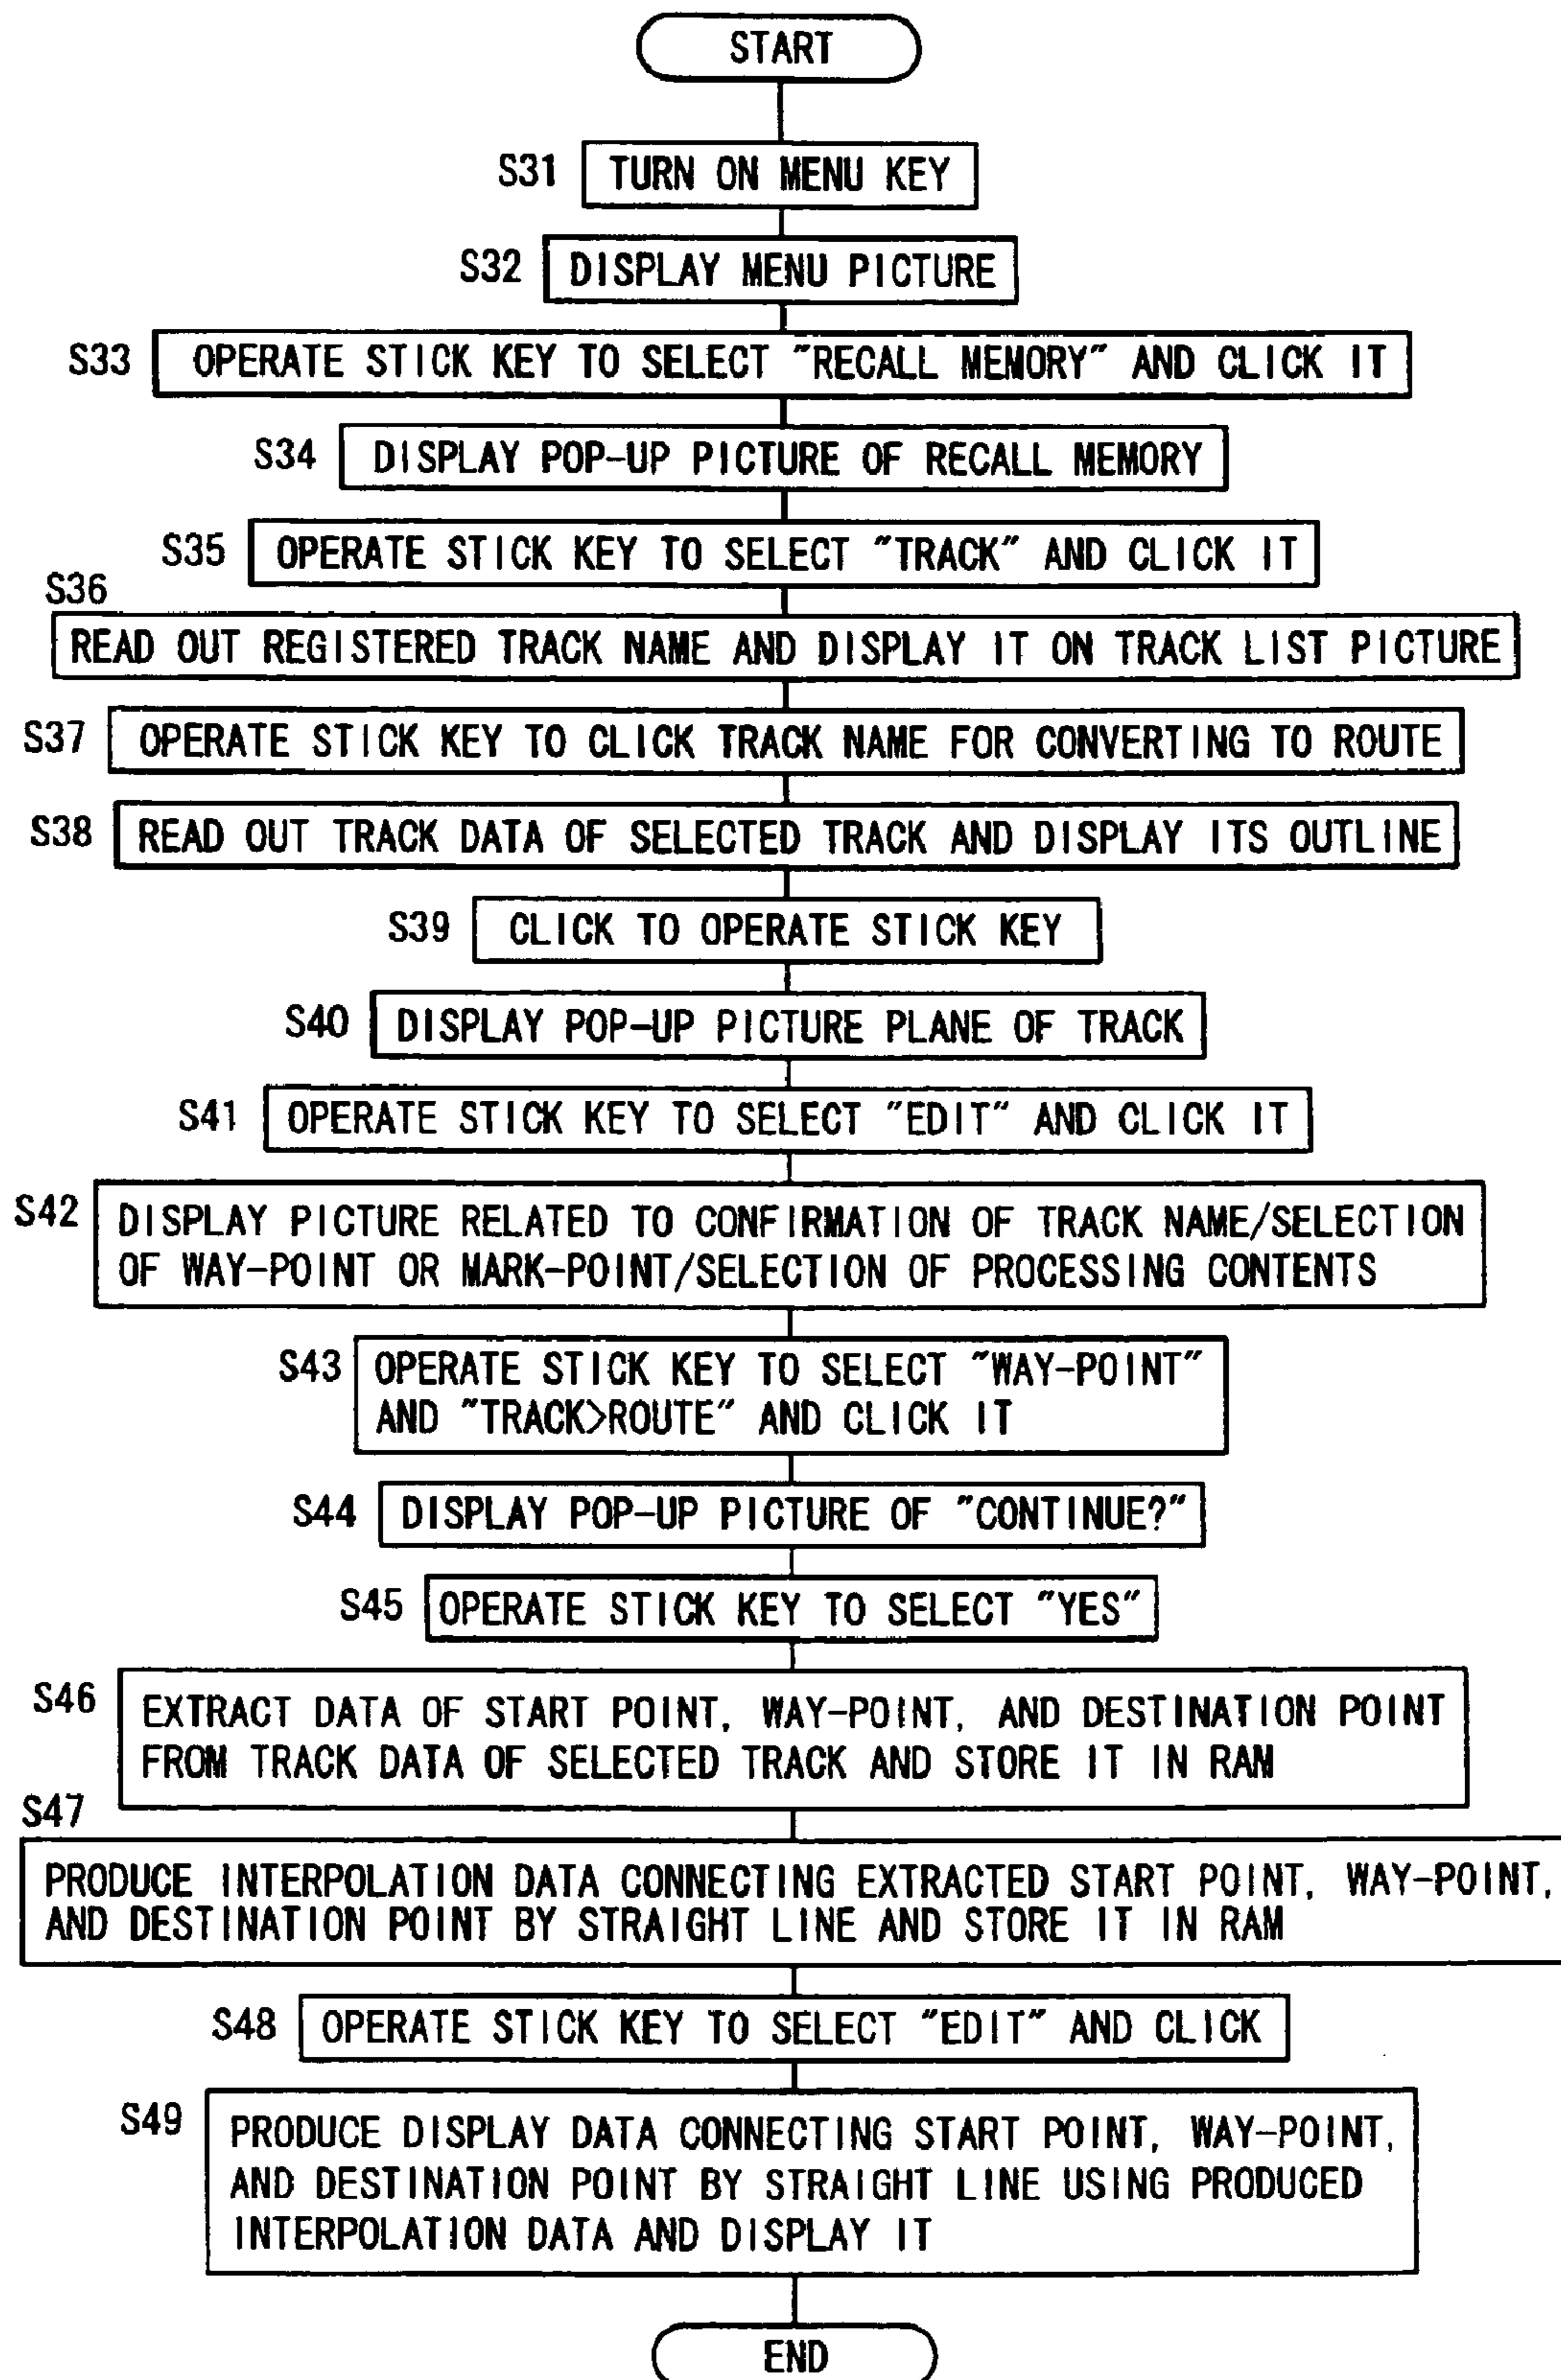 START
S31 TURN ON MENU KEY
S32 DISPLAY MENU PICTURE
S33 OPERATE STICK KEY TO SELECT "RECALL MEMORY" AND CLICK IT
S34 DISPLAY POP-UP PICTURE OF RECALL MEMORY
S35 OPERATE STICK KEY TO SELECT "TRACK" AND CLICK IT
S36
READ OUT REGISTERED TRACK NAME AND DISPLAY IT ON TRACK LIST PICTURE
S37 OPERATE STICK KEY TO CLICK TRACK NAME FOR CONVERTING TO ROUTE
S38 READ OUT TRACK DATA OF SELECTED TRACK AND DISPLAY ITS OUTLINE
S39 CLICK TO OPERATE STICK KEY
S40 DISPLAY POP-UP PICTURE PLANE OF TRACK
S41 OPERATE STICK KEY TO SELECT "EDIT" AND CLICK IT
S42 DISPLAY PICTURE RELATED TO CONFIRMATION OF TRACK NAME/SELECTION
OF WAY-POINT OR MARK-POINT/SELECTION OF PROCESSING CONTENTS
S43 OPERATE STICK KEY TO SELECT "WAY-POINT"
AND "TRACK>ROUTE" AND CLICK IT
S44 DISPLAY POP-UP PICTURE OF "CONTINUE?"
S45 OPERATE STICK KEY TO SELECT "YES"
S46 EXTRACT DATA OF START POINT, WAY-POINT, AND DESTINATION POINT
FROM TRACK DATA OF SELECTED TRACK AND STORE IT IN RAM
S47
PRODUCE INTERPOLATION DATA CONNECTING EXTRACTED START POINT, WAY-POINT,
AND DESTINATION POINT BY STRAIGHT LINE AND STORE IT IN RAM
S48 OPERATE STICK KEY TO SELECT "EDIT" AND CLICK
S49 PRODUCE DISPLAY DATA CONNECTING START POINT, WAY-POINT,
AND DESTINATION POINT BY STRAIGHT LINE USING PRODUCED
INTERPOLATION DATA AND DISPLAY IT
END